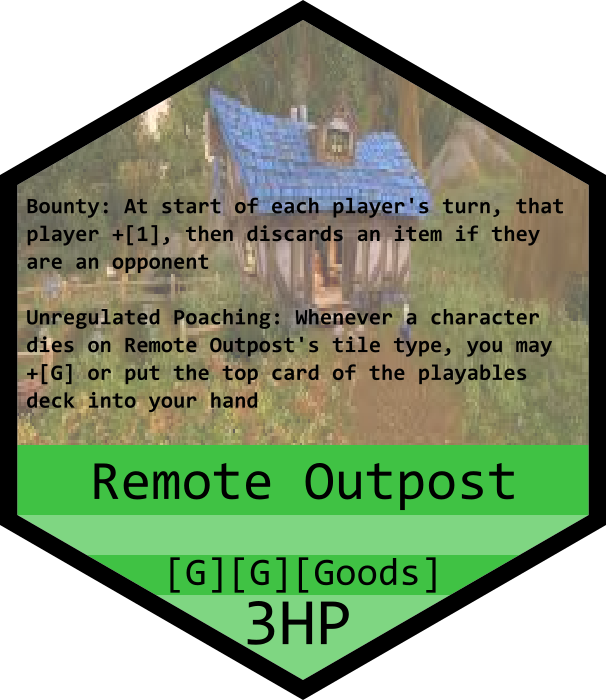 Bounty: At start of each player's turn, that
player +[1], then discards an item if they
are an opponent
Unregulated Poaching: Whenever a character
dies on Remote Outpost's tile type, you may
+[G] or put the top card of the playables
deck into your hand
Remote Outpost
[G][G][Goods]
3HP